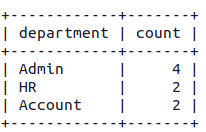 +------------+-------+
| department | count |
+------------+-------+
| Admin      |     4 |
| HR         |     2 |
| Account    |     2 |
+------------+-------+